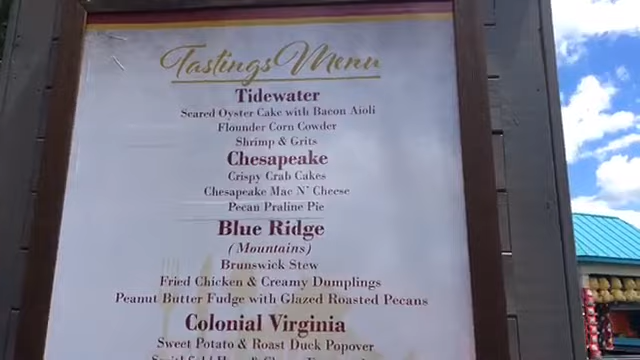 Tastings Menu
Tidewater
Seared Oyster Cake with Bacon Aioli
Flounder Corn Cowder
Shrimp & Grits
Chesapeake
Crispy Crab Cakes
Chesapeake Mac N' Cheese
Pecan Praline Pie
Blue Ridge
(Mountains)
Brunswick Stew
Fried Chicken & Creamy Dumplings
Peanut Butter Fudge with Glazed Roasted Pecans
Colonial Virginia
Sweet Potato & Roast Duck Popover